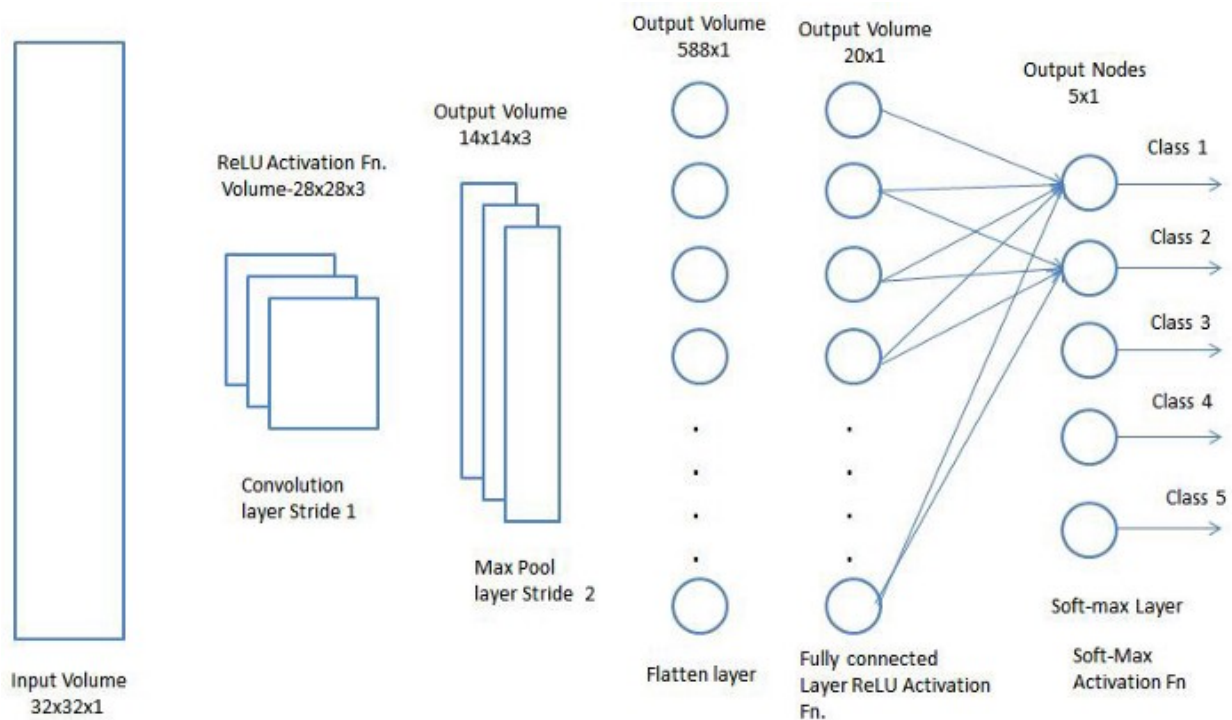 Output Volume
588x1
Output Volume
20x1
Output Nodes
5x1
Output Volume
14x14x3
ReLU Activation Fn.
Volume-28x28x3
Class 1
Class 2
Class 3
Class 4
Class 5
Convolution
layer Stride 1
Max Pool
layer Stride 2
Soft-max Layer
Flatten layer
Fully connected
Layer ReLU Activation
Fn.
Soft-Max
Activation Fn
Input Volume
32x32x1